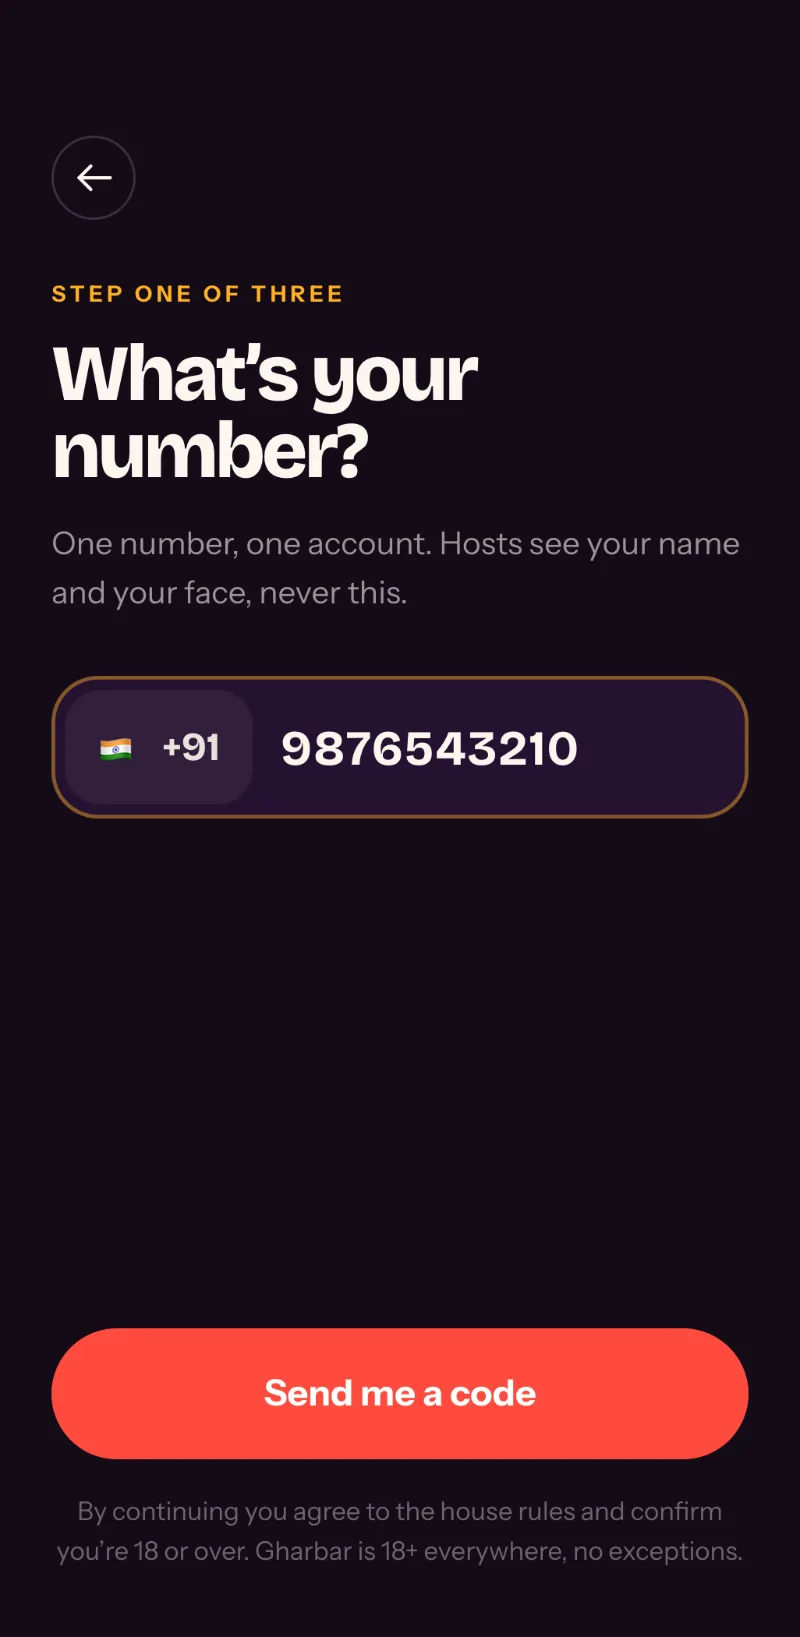 STEP ONE OF THREE
What’s your
number?
One number, one account. Hosts see your name
and your face, never this.
+91 9876543210
Send me a code
By continuing you agree to the house rules and confirm
you’re 18 or over. Gharbar is 18+ everywhere, no exceptions.